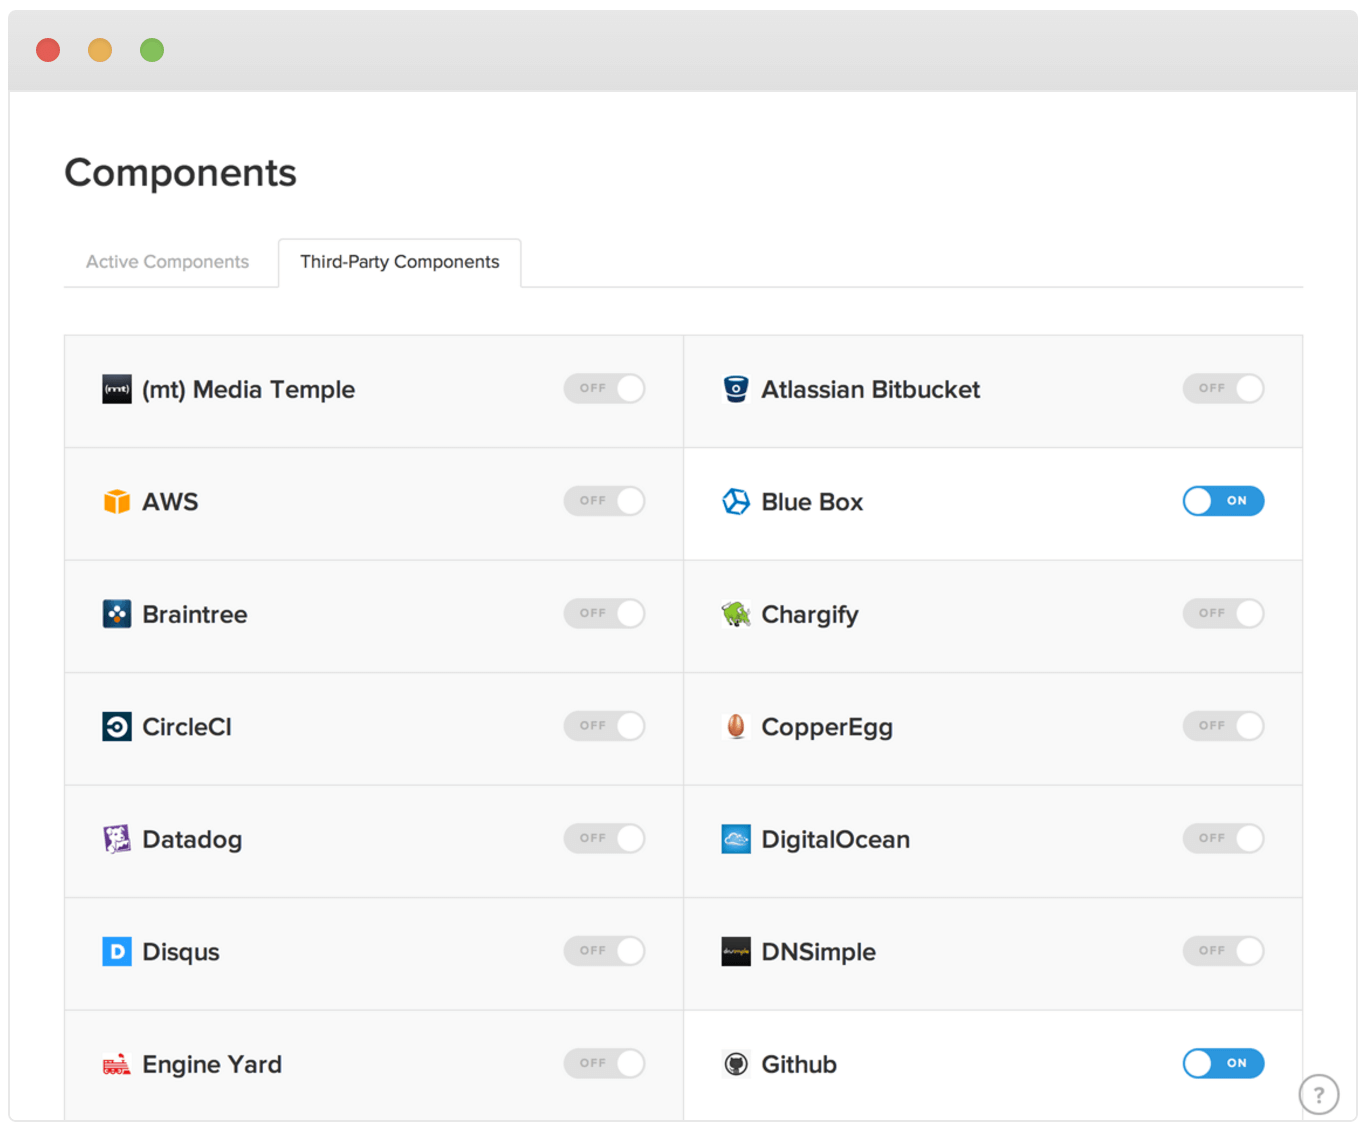 Components
Active Components
Third-Party Components
(mt)
(mt) Media Temple
OFF
Atlassian Bitbucket
OFF
AWS
OFF
Blue Box
ON
Braintree
OFF
Chargify
OFF
CircleCI
OFF
CopperEgg
OFF
Datadog
OFF
DigitalOcean
OFF
D
Disqus
OFF
dnsimple
DNSimple
OFF
Engine Yard
OFF
Github
ON
?